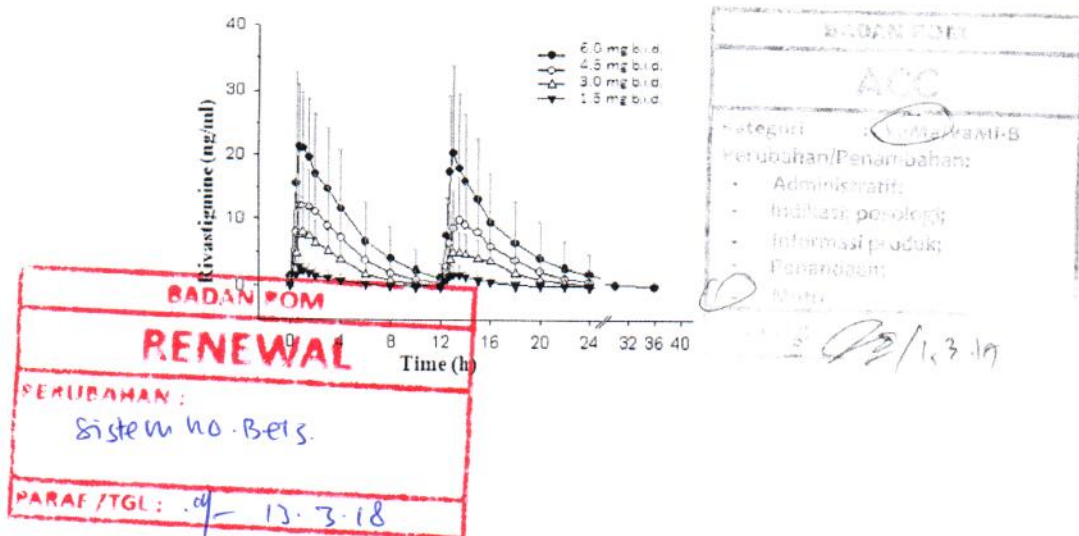 40
30
20
10
0
Rivastigmine (ng/ml)
6.0 mg b.i.d.
4.5 mg b.i.d.
3.0 mg b.i.d.
1.5 mg b.i.d.
0 4 8 12 16 20 24 32 36 40
Time (h)
BADAN POM
RENEWAL
PERUBAHAN :
Sistem no. Bets.
PARAF/TGL : 13.3.18
BADAN POM
ACC
Kategori :
Perubahan/Penambahan:
- Administratif;
- Indikasi; posologi;
- Informasi produk;
- Penandaan;
- Mutu